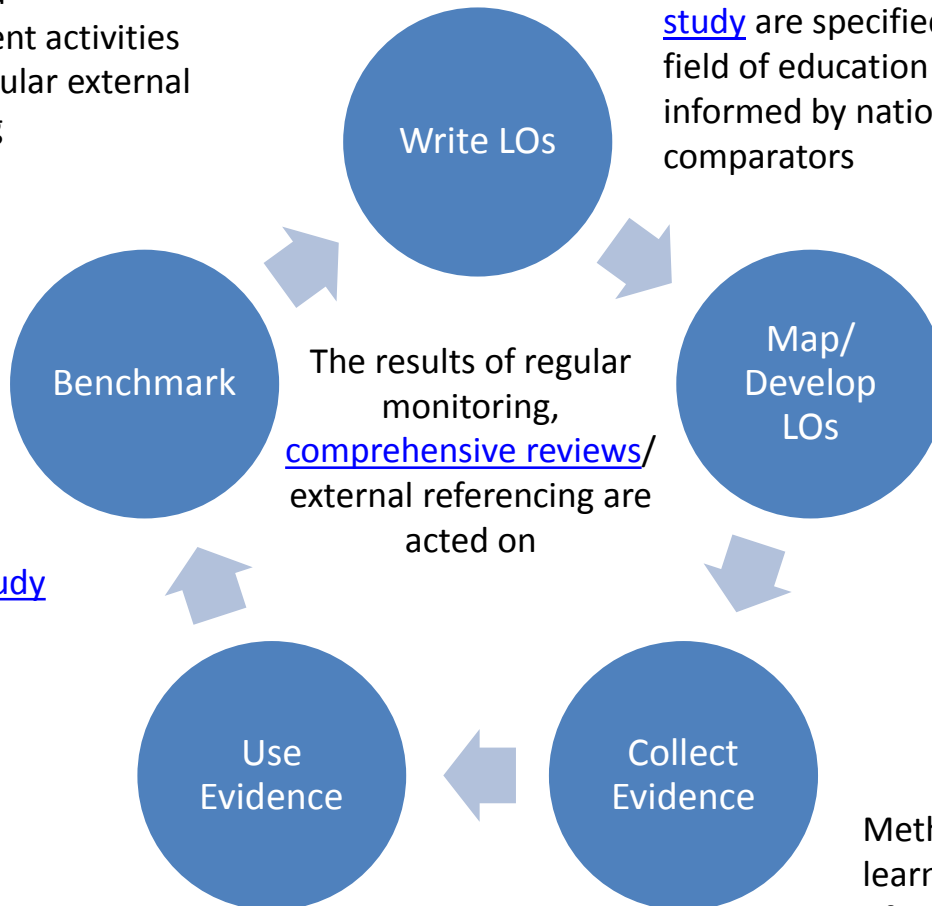 ent activities
ular external
study are specified
field of education
informed by natio
comparators
Write LOs
Map/
Develop
LOs
Benchmark
The results of regular
monitoring,
comprehensive reviews/
external referencing are
acted on
udy
Use
Evidence
Collect
Evidence
Meth
learn